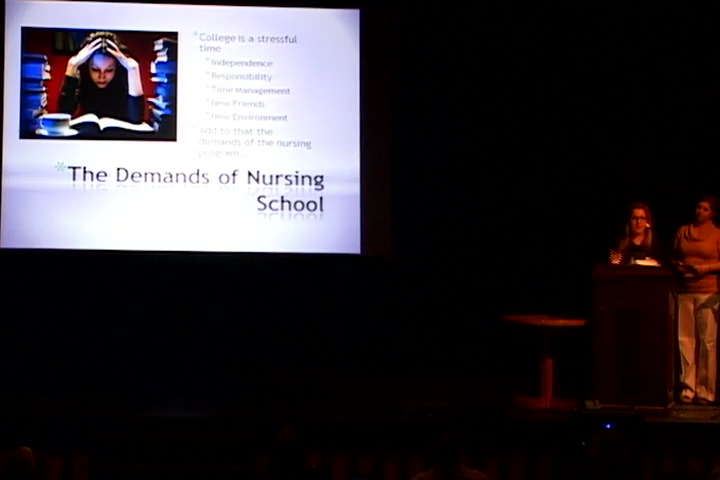 *College is a stressful
time
*Independence
*Responsibility
*Time Management
*New Friends
*New Environment
*Add to that the
demands of the nursing
program...
*The Demands of Nursing
School